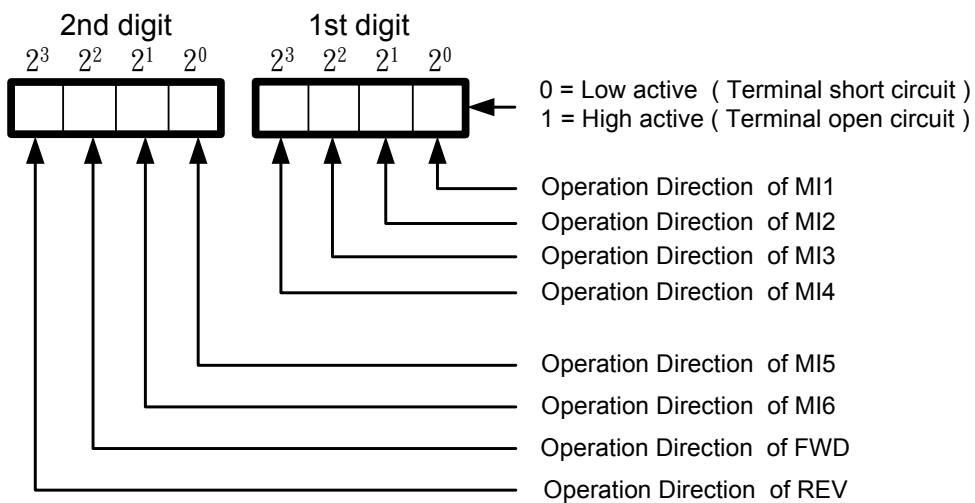 2nd digit 1st digit
2³ 2² 2¹ 2⁰ 2³ 2² 2¹ 2⁰
0 = Low active ( Terminal short circuit )
1 = High active ( Terminal open circuit )
Operation Direction of MI1
Operation Direction of MI2
Operation Direction of MI3
Operation Direction of MI4
Operation Direction of MI5
Operation Direction of MI6
Operation Direction of FWD
Operation Direction of REV